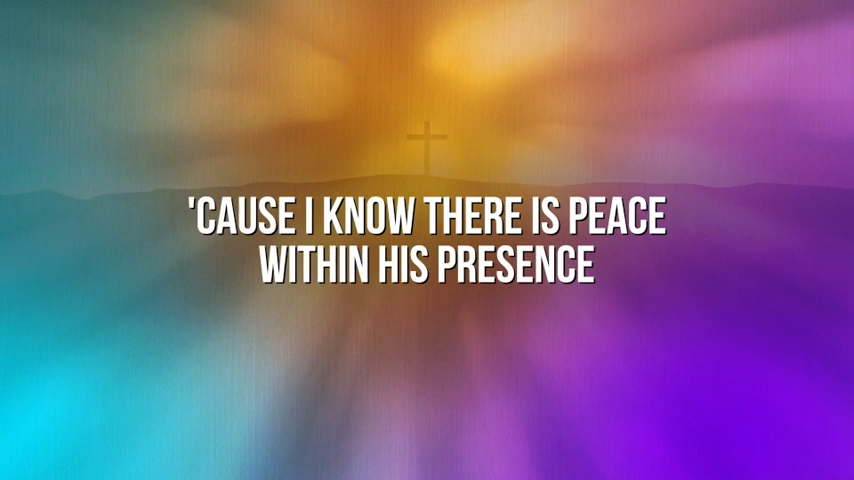 'CAUSE I KNOW THERE IS PEACE
WITHIN HIS PRESENCE